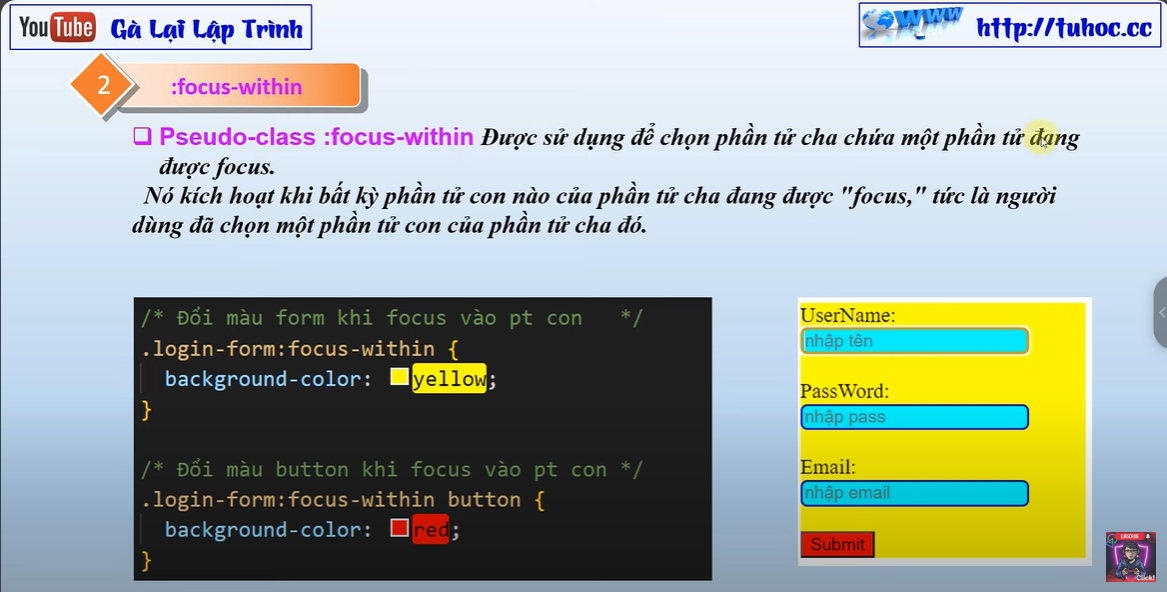 YouTube Gà Lại Lập Trình
WWW http://tuhoc.cc
2 :focus-within
Pseudo-class :focus-within Được sử dụng để chọn phần tử cha chứa một phần tử đang
được focus.
Nó kích hoạt khi bất kỳ phần tử con nào của phần tử cha đang được "focus," tức là người
dùng đã chọn một phần tử con của phần tử cha đó.
/* Đổi màu form khi focus vào pt con */
.login-form:focus-within {
background-color: yellow;
}
/* Đổi màu button khi focus vào pt con */
.login-form:focus-within button {
background-color: red;
}
UserName:
nhập tên
PassWord:
nhập pass
Email:
nhập email
Submit
SUBSCRIBE
Click!